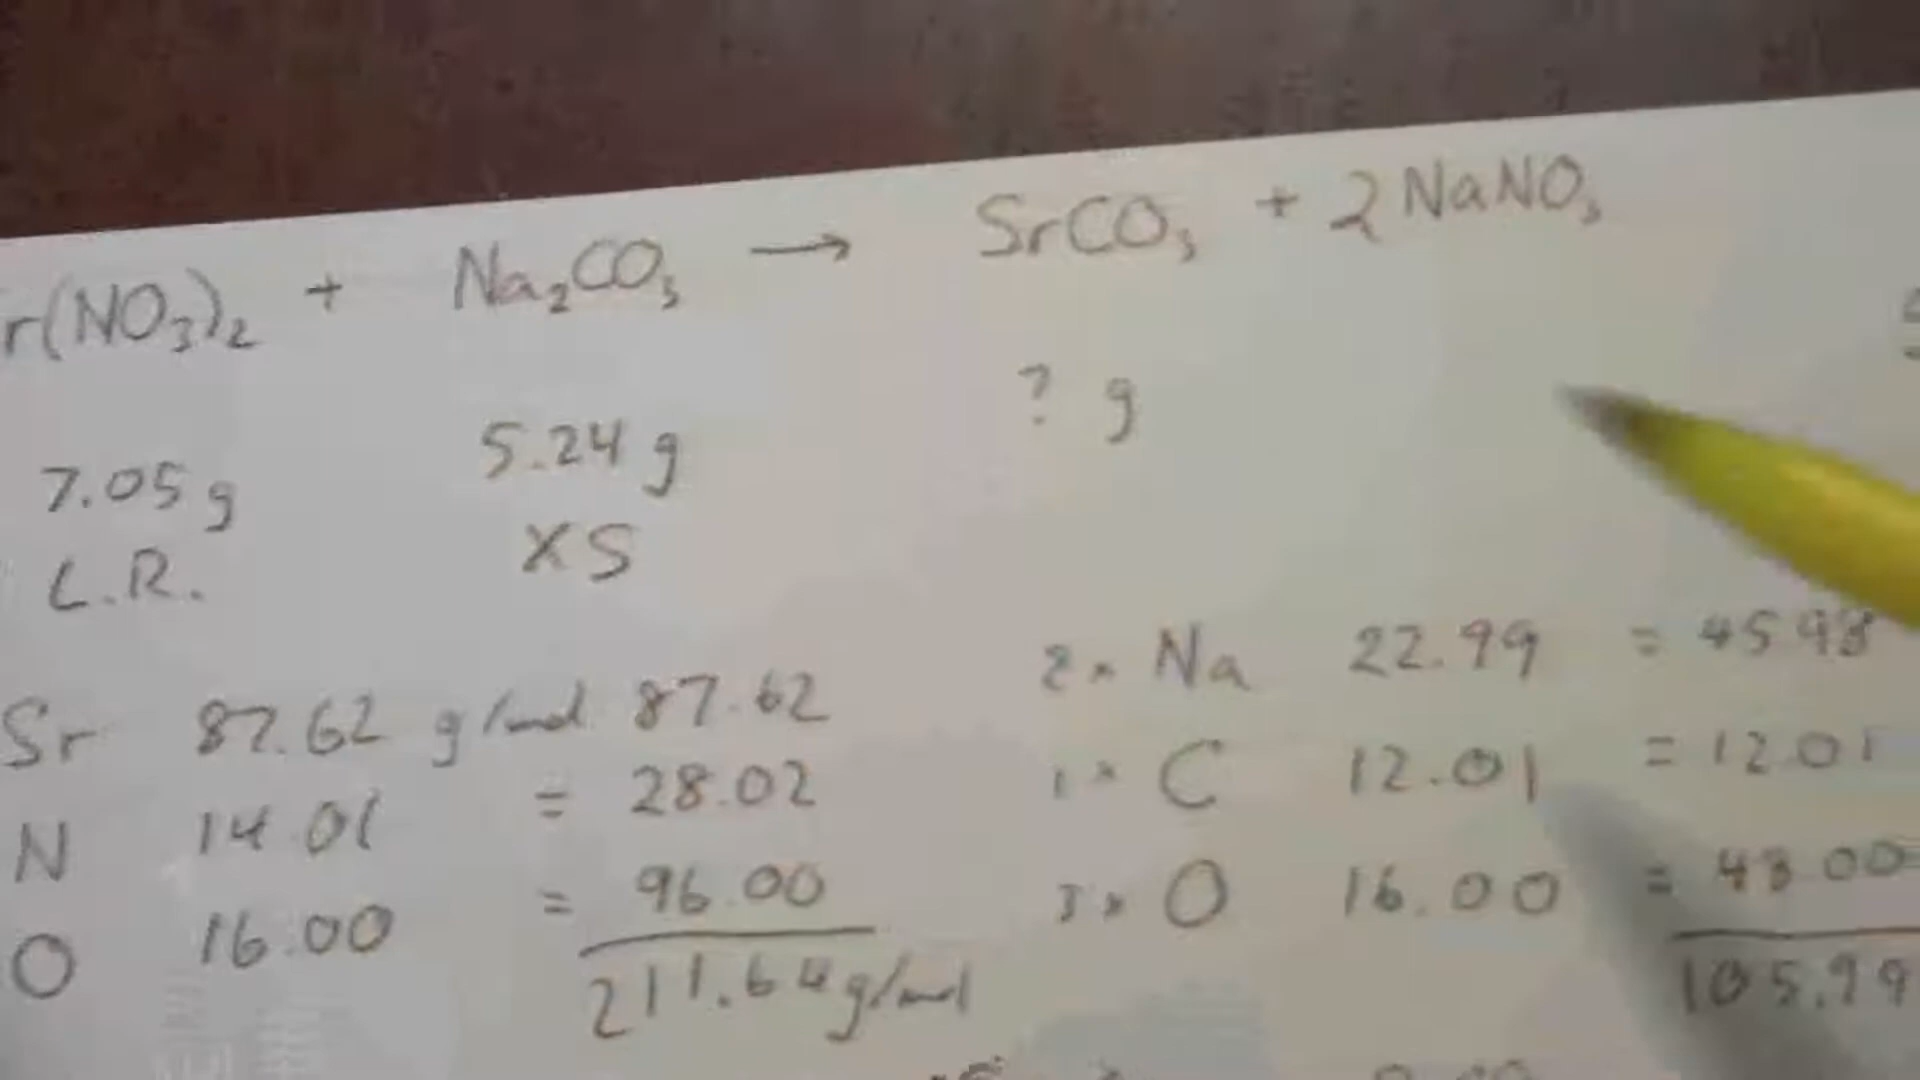 r(NO₃)₂ + Na₂CO₃ → SrCO₃ + 2NaNO₃
7.05 g 5.24 g ? g
L.R. XS
Sr 87.62 g/mol 87.62 2 × Na 22.99 = 45.98
N 14.01 = 28.02 1 × C 12.01 = 12.01
O 16.00 = 96.00 3 × O 16.00 = 48.00
211.64 g/mol 105.99